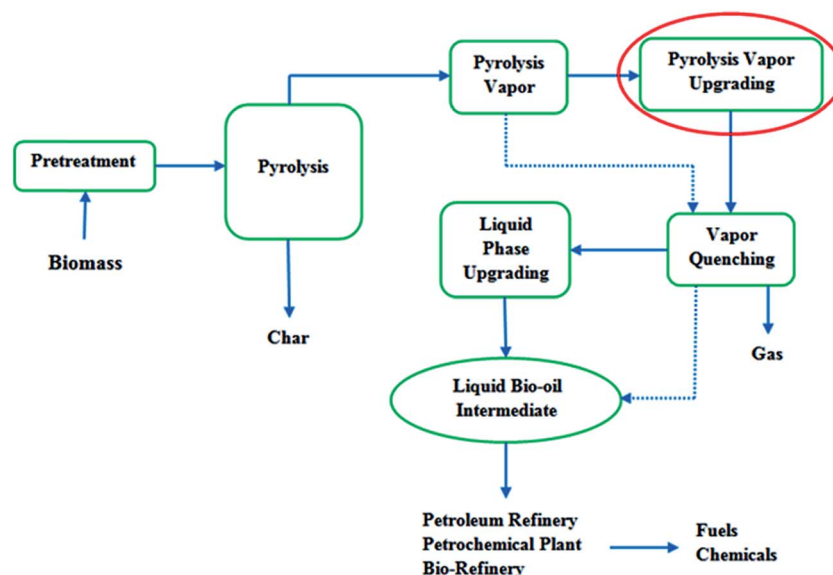 Pyrolysis
Vapor
Pyrolysis Vapor
Upgrading
Pretreatment
Pyrolysis
Biomass
Liquid
Phase
Upgrading
Vapor
Quenching
Char
Gas
Liquid Bio-oil
Intermediate
Petroleum Refinery
Petrochemical Plant
Bio-Refinery
Fuels
Chemicals